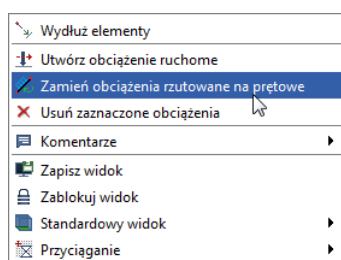 Wydłuż elementy
Utwórz obciążenie ruchome
Zamień obciążenia rzutowane na prętowe
Usuń zaznaczone obciążenia
Komentarze
Zapisz widok
Zablokuj widok
Standardowy widok
Przyciąganie